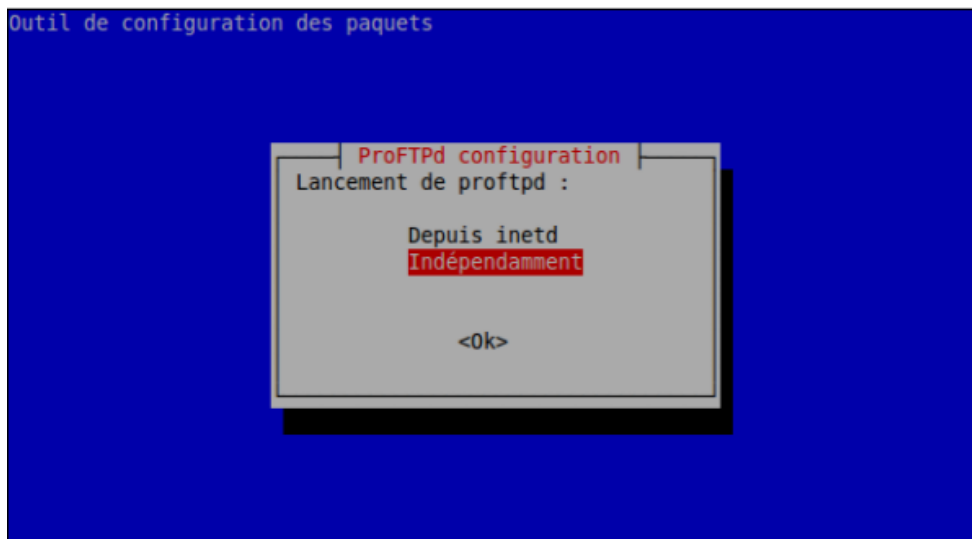 Outil de configuration des paquets
ProFTPd configuration
Lancement de proftpd :
Depuis inetd
Indépendamment
<Ok>